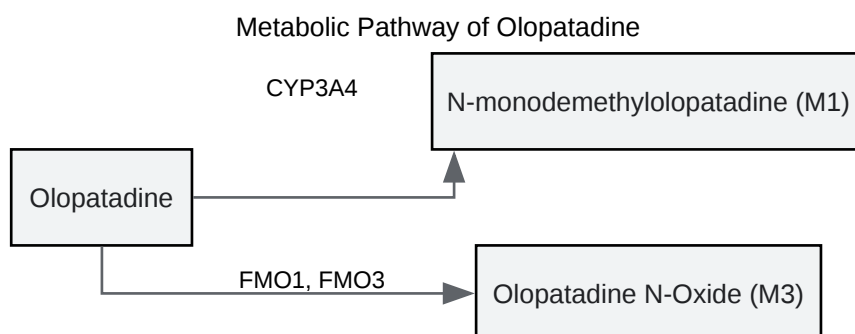 Metabolic Pathway of Olopatadine
CYP3A4
N-monodemethylolopatadine (M1)
Olopatadine
FMO1, FMO3
Olopatadine N-Oxide (M3)